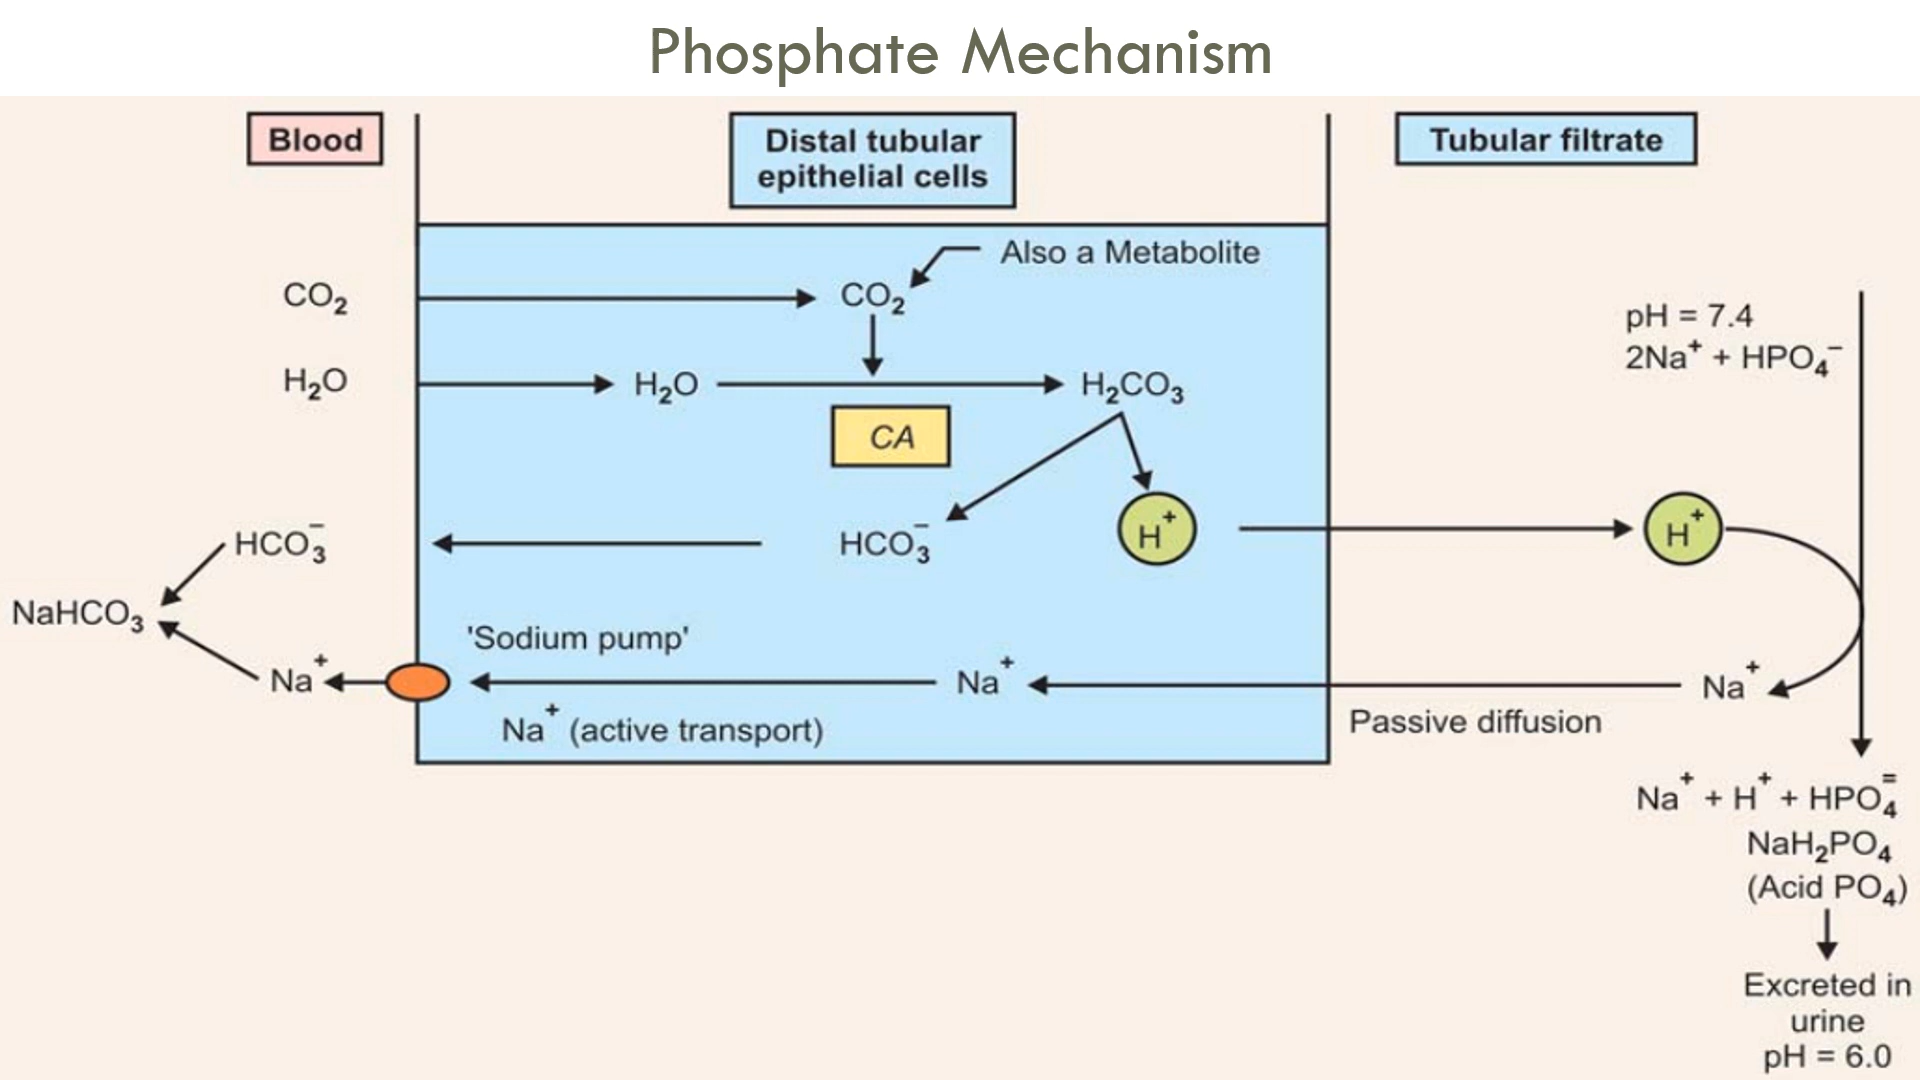 Phosphate Mechanism
Blood
Distal tubular
epithelial cells
Tubular filtrate
Also a Metabolite
CO₂
CO₂
pH = 7.4
2Na⁺ + HPO₄⁻
H₂O
H₂O
H₂CO₃
CA
HCO₃⁻
HCO₃⁻
H⁺
H⁺
NaHCO₃
'Sodium pump'
Na⁺
Na⁺
Na⁺
Na⁺ (active transport)
Passive diffusion
Na⁺ + H⁺ + HPO₄⁼
NaH₂PO₄
(Acid PO₄)
Excreted in
urine
pH = 6.0